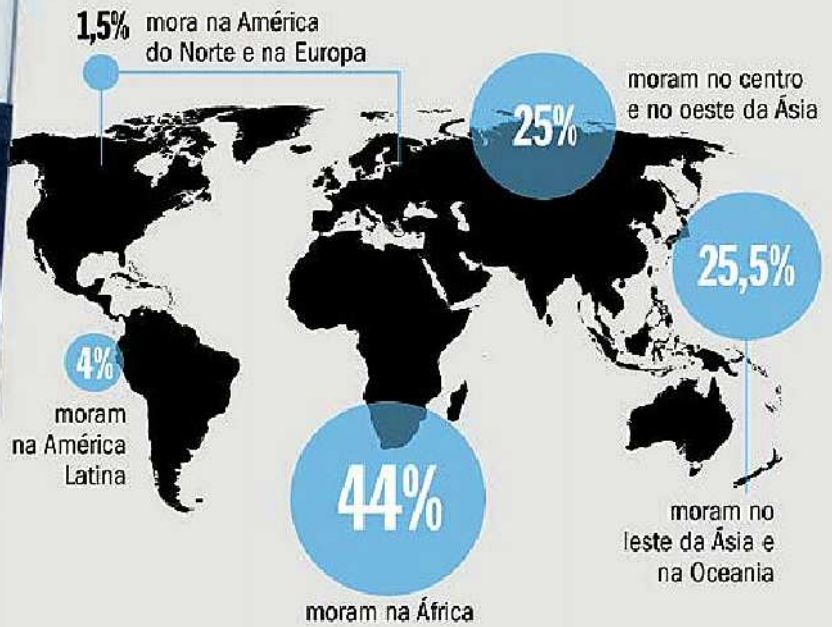 1,5% mora na América
do Norte e na Europa
25%
moram no centro
e no oeste da Ásia
25,5%
moram no
leste da Ásia e
na Oceania
4%
moram
na América
Latina
44%
moram na África